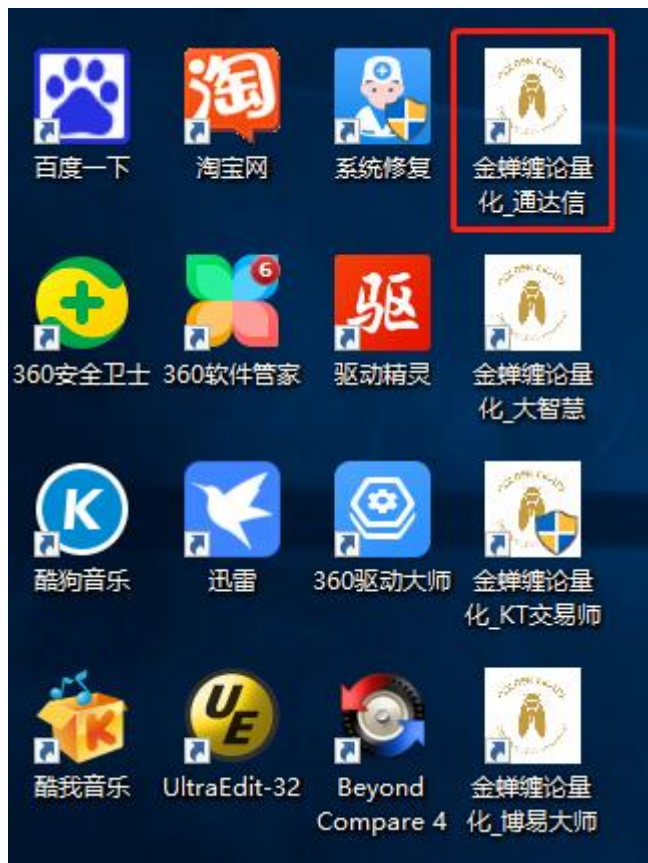 淘
百度一下
淘宝网
系统修复
金蝉缠论量
化_通达信
6
驱
360安全卫士
360软件管家
驱动精灵
金蝉缠论量
化_大智慧
K
酷狗音乐
迅雷
360驱动大师
金蝉缠论量
化_KT交易师
K
UE
酷我音乐
UltraEdit-32
Beyond
Compare 4
金蝉缠论量
化_博易大师